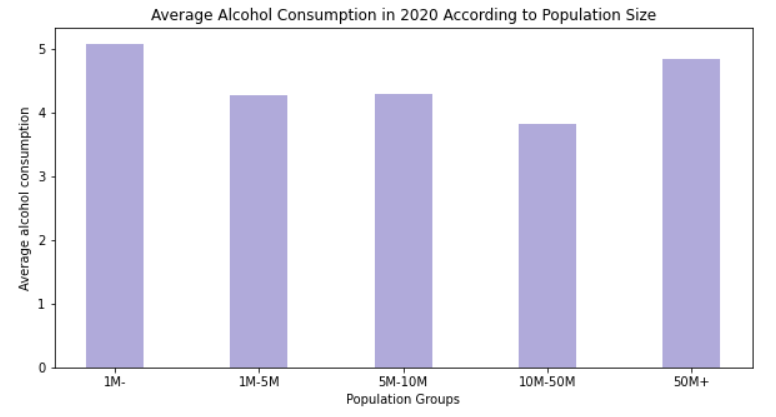 Average Alcohol Consumption in 2020 According to Population Size
Average alcohol consumption
5
4
3
2
1
0
1M- 1M-5M 5M-10M 10M-50M 50M+
Population Groups